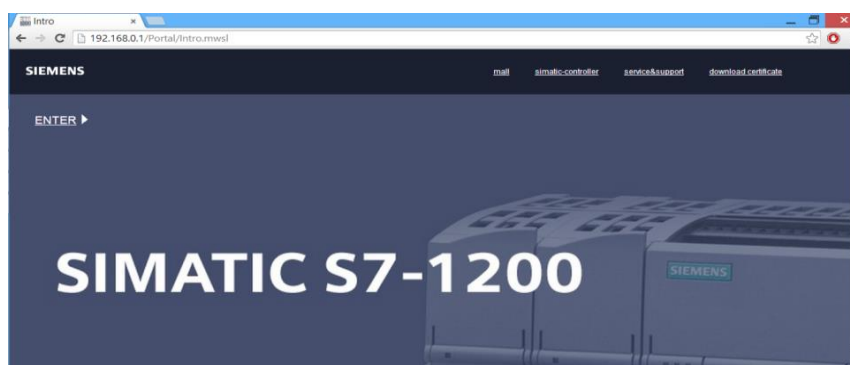 Intro
192.168.0.1/Portal/Intro.mwsl
SIEMENS
mall simatic-controller service&support download certificate
ENTER
SIMATIC S7-1200
SIEMENS